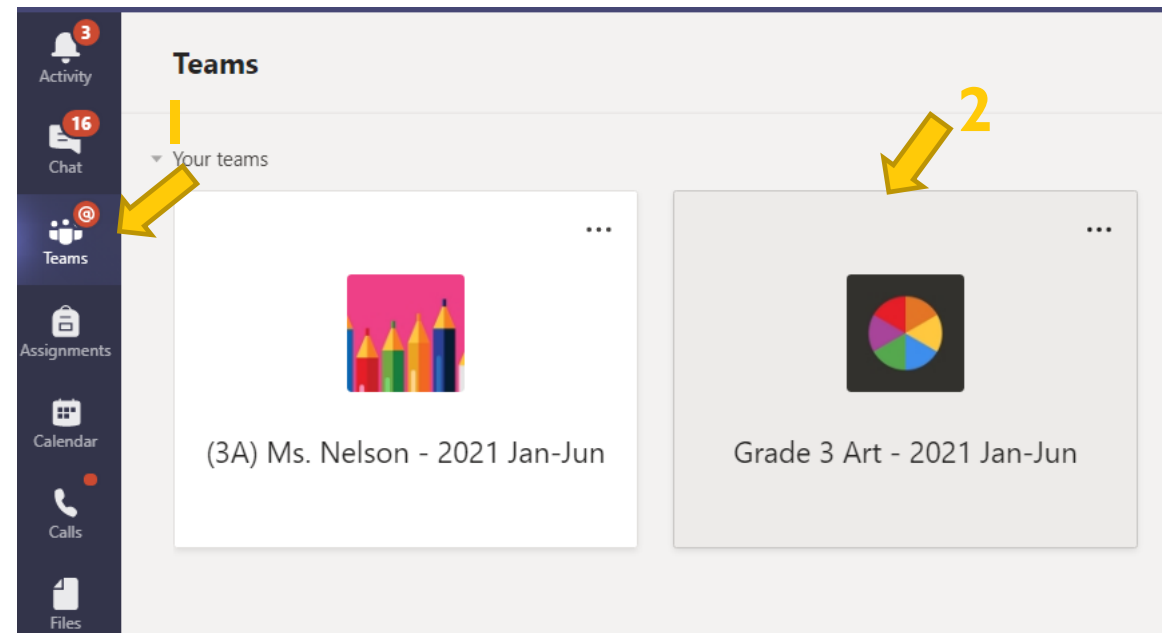 3
Activity
16
Chat
@
Teams
Assignments
Calendar
Calls
Files
Teams
1
2
Your teams
...
(3A) Ms. Nelson - 2021 Jan-Jun
...
Grade 3 Art - 2021 Jan-Jun